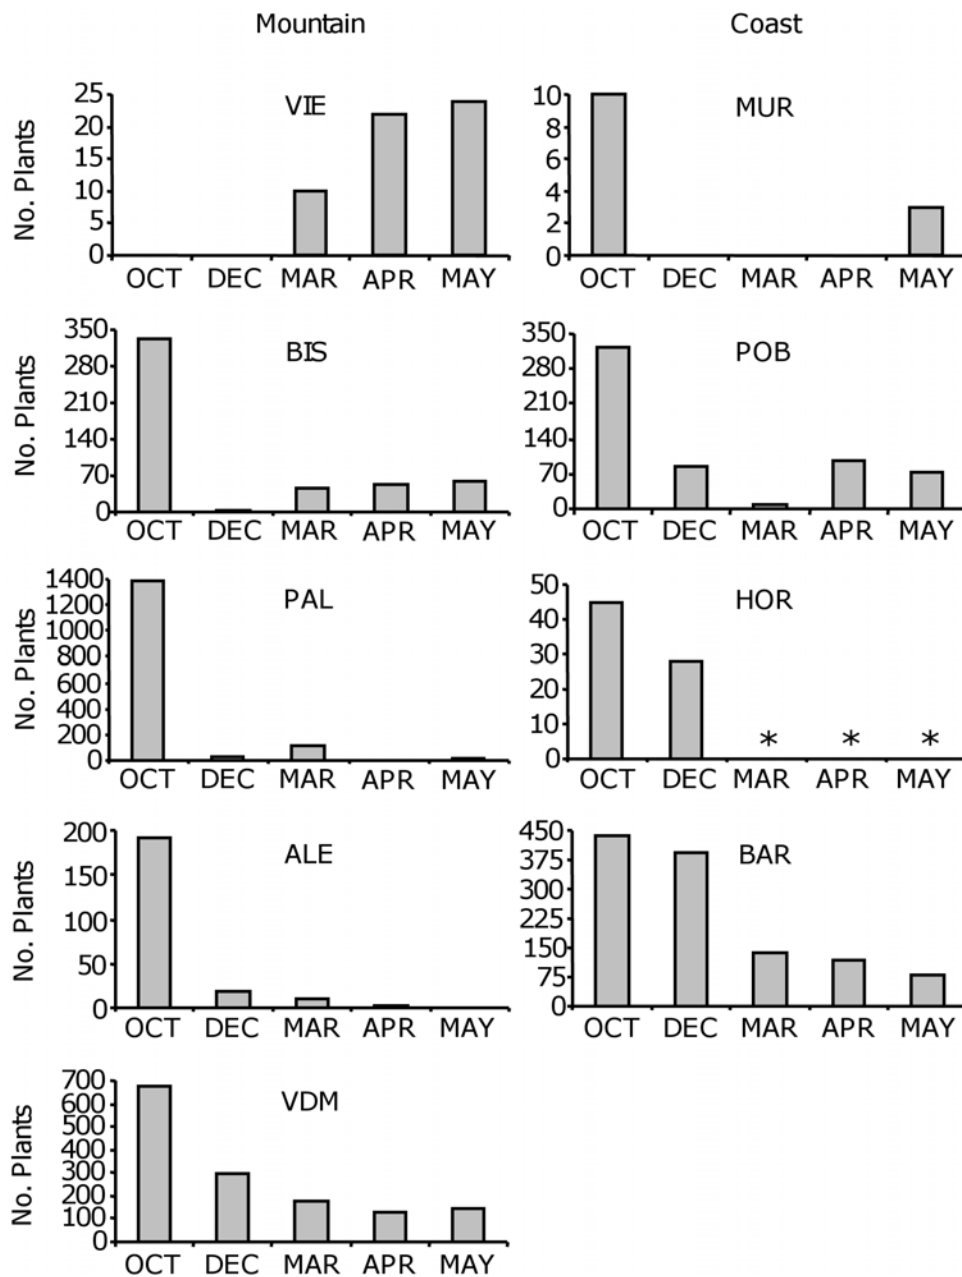 Mountain
Coast
No. Plants
25
20
15
10
5
0
VIE
OCT DEC MAR APR MAY
10
8
6
4
2
0
MUR
OCT DEC MAR APR MAY
No. Plants
350
280
210
140
70
0
BIS
OCT DEC MAR APR MAY
350
280
210
140
70
0
POB
OCT DEC MAR APR MAY
No. Plants
1400
1200
1000
800
600
400
200
0
PAL
OCT DEC MAR APR MAY
50
40
30
20
10
0
HOR
* * *
OCT DEC MAR APR MAY
No. Plants
200
150
100
50
0
ALE
OCT DEC MAR APR MAY
450
375
300
225
150
75
0
BAR
OCT DEC MAR APR MAY
No. Plants
700
600
500
400
300
200
100
0
VDM
OCT DEC MAR APR MAY